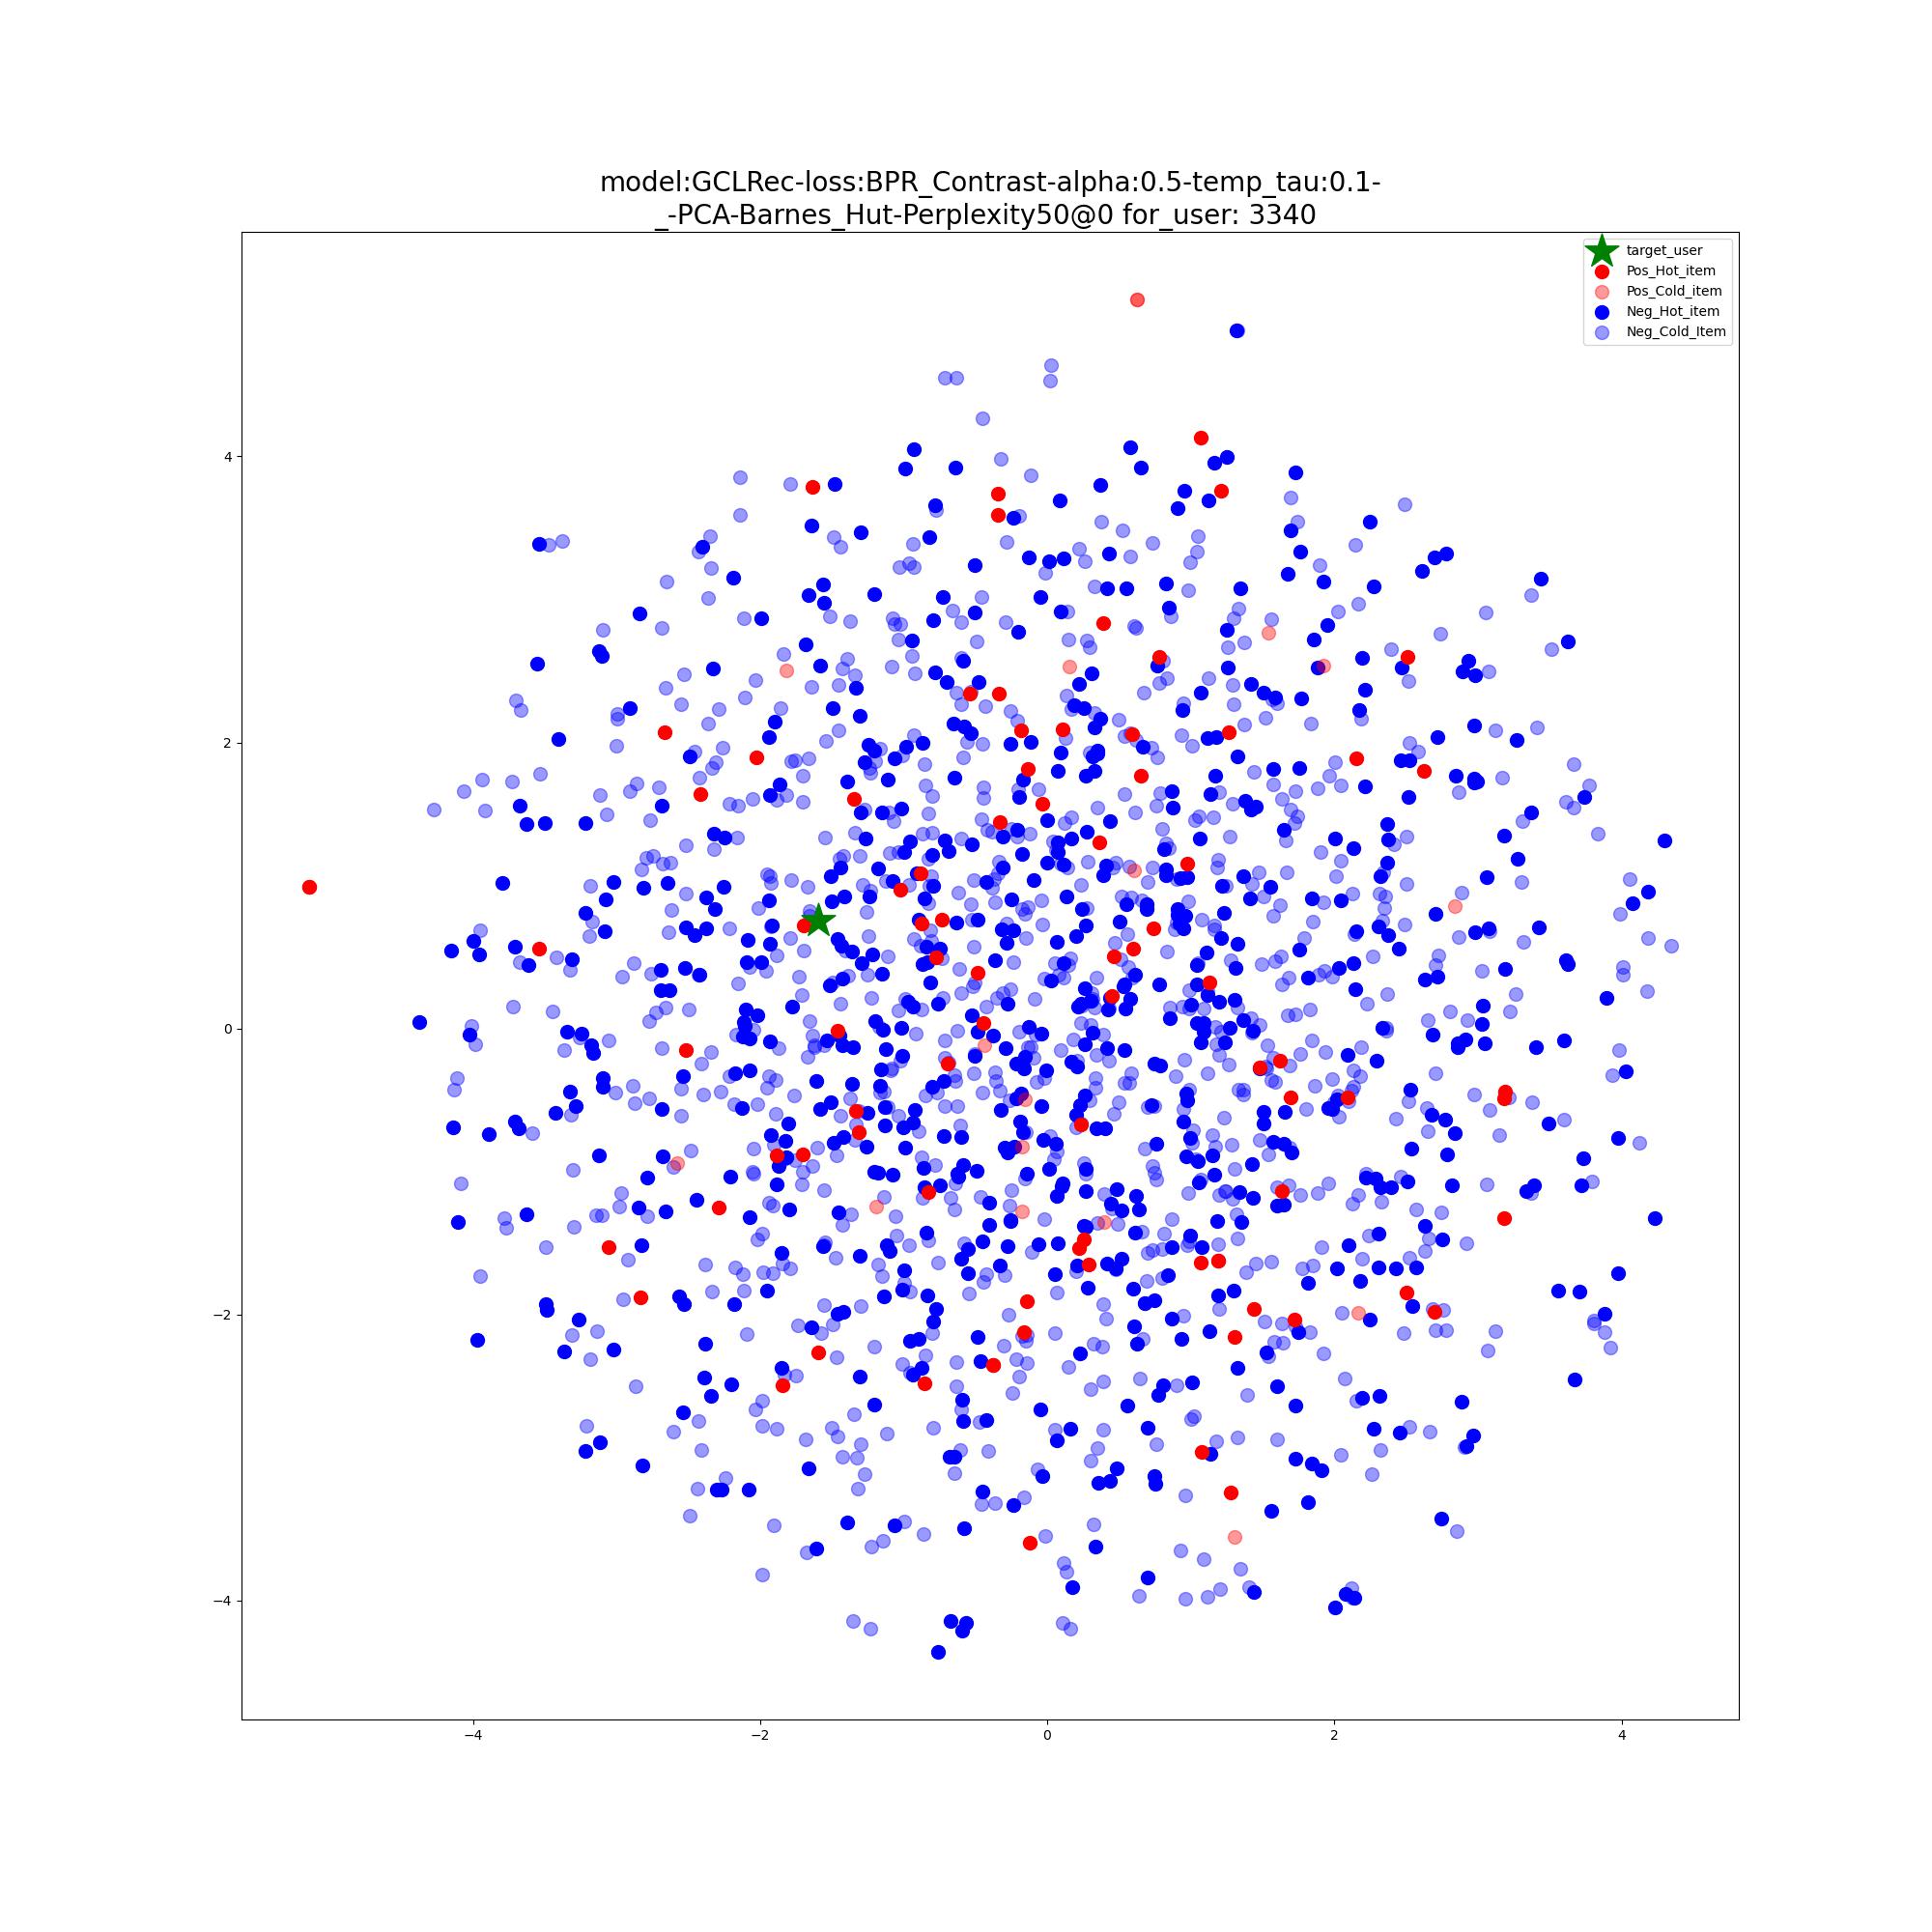 model:GCLRec-loss:BPR_Contrast-alpha:0.5-temp_tau:0.1-
_-PCA-Barnes_Hut-Perplexity50@0 for_user: 3340
target_user
Pos_Hot_item
Pos_Cold_item
Neg_Hot_item
Neg_Cold_Item
4
2
0
−2
−4
−4
−2
0
2
4